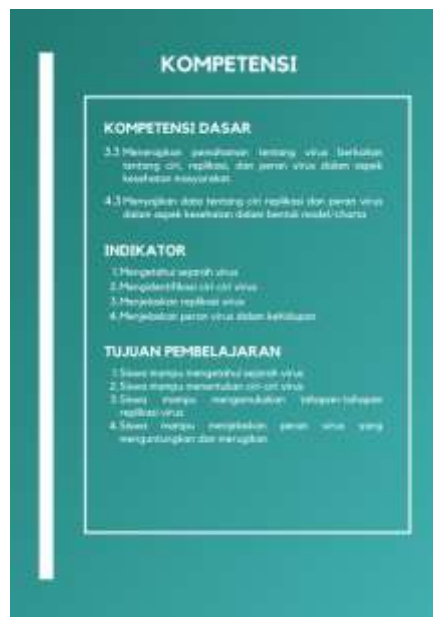 KOMPETENSI
KOMPETENSI DASAR
3.3 Menerapkan pemahaman tentang virus berkaitan
tentang ciri, replikasi, dan peran virus dalam aspek
kesehatan masyarakat.
4.3 Menyajikan data tentang ciri replikasi dan peran virus
dalam aspek kesehatan dalam bentuk model/charta
INDIKATOR
1. Mengetahui sejarah virus
2. Mengidentifikasi ciri-ciri virus
3. Menjelaskan replikasi virus
4. Menjelaskan peran virus dalam kehidupan
TUJUAN PEMBELAJARAN
1. Siswa mampu mengetahui sejarah virus
2. Siswa mampu menentukan ciri-ciri virus
3. Siswa mampu mengemukakan tahapan-tahapan
replikasi virus
4. Siswa mampu menjelaskan peran virus yang
menguntungkan dan merugikan